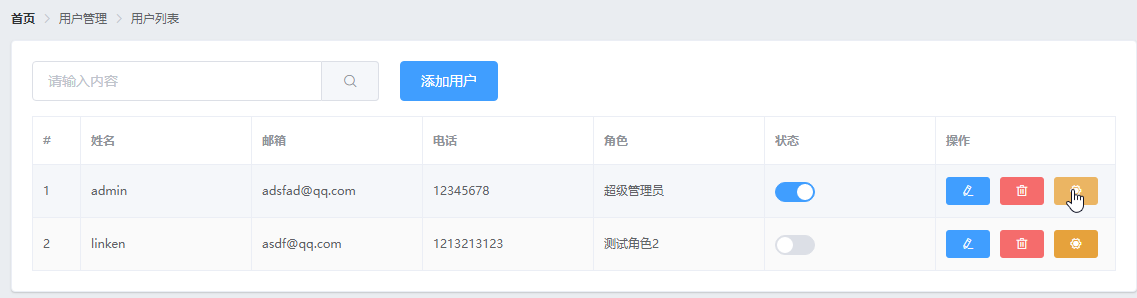 首页 > 用户管理 > 用户列表
请输入内容 添加用户
# 姓名 邮箱 电话 角色 状态 操作
1 admin adsfad@qq.com 12345678 超级管理员
2 linken asdf@qq.com 1213213123 测试角色2